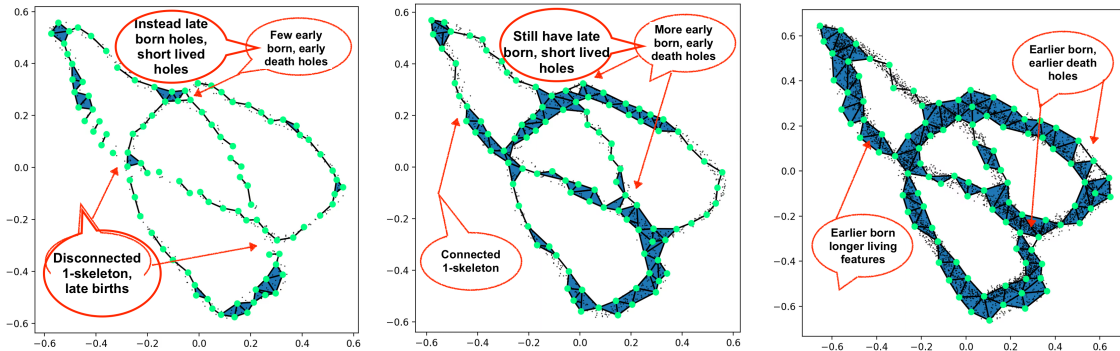 Instead late
born holes,
short lived
holes
Few early
born, early
death holes
Disconnected
1-skeleton,
late births
0.6
0.4
0.2
0.0
−0.2
−0.4
−0.6
−0.6
−0.4
−0.2
0.0
0.2
0.4
0.6
Still have late
born, short lived
holes
More early
born, early
death holes
Connected
1-skeleton
0.6
0.4
0.2
0.0
−0.2
−0.4
−0.6
−0.6
−0.4
−0.2
0.0
0.2
0.4
0.6
Earlier born,
earlier death
holes
Earlier born
longer living
features
0.6
0.4
0.2
0.0
−0.2
−0.4
−0.6
−0.6
−0.4
−0.2
0.0
0.2
0.4
0.6